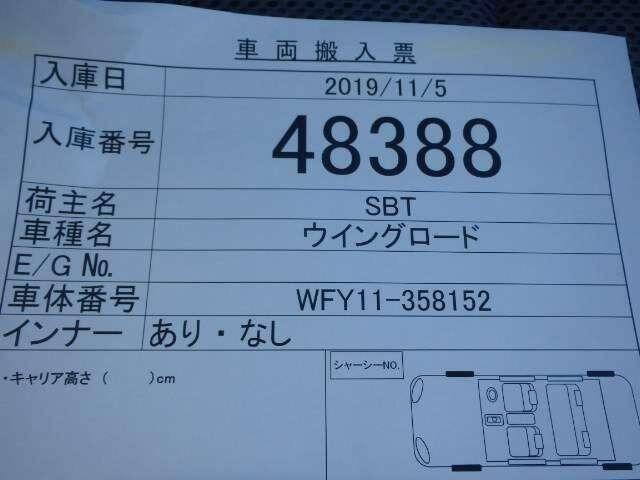 車両搬入票
入庫日 2019/11/5
入庫番号 48388
荷主名 SBT
車種名 ウイングロード
E/G No.
車体番号 WFY11-358152
インナー あり・なし
・キャリア高さ（　　　）cm
シャーシーNO.